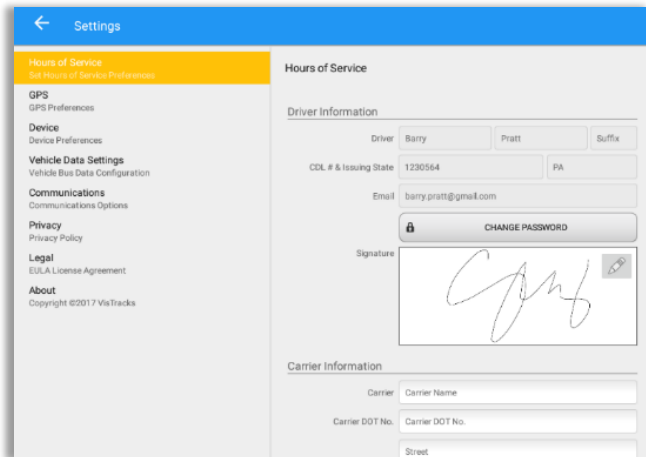 Settings
Hours of Service
Set Hours of Service Preferences
GPS
GPS Preferences
Device
Device Preferences
Vehicle Data Settings
Vehicle Bus Data Configuration
Communications
Communications Options
Privacy
Privacy Policy
Legal
EULA License Agreement
About
Copyright ©2017 VisTracks
Hours of Service
Driver Information
Driver Barry Pratt Suffix
CDL # & Issuing State 1230564 PA
Email barry.pratt@gmail.com
CHANGE PASSWORD
Signature
Carrier Information
Carrier Carrier Name
Carrier DOT No. Carrier DOT No.
Street